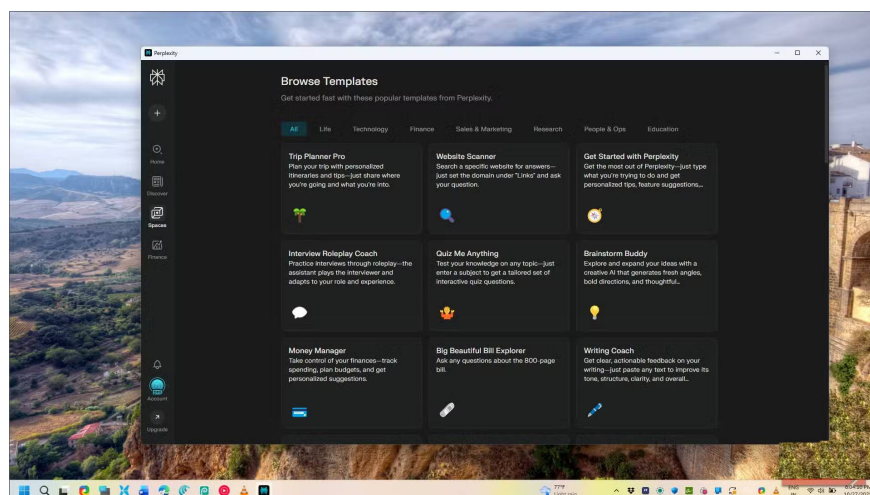 Perplexity
Browse Templates
Get started fast with these popular templates from Perplexity.
All Life Technology Finance Sales & Marketing Research People & Ops Education
Home
Discover
Spaces
Finance
Account
Upgrade
Trip Planner Pro
Plan your trip with personalized
itineraries and tips—just share where
you're going and what you're into.
Website Scanner
Search a specific website for answers—
just set the domain under "Links" and ask
your question.
Get Started with Perplexity
Get the most out of Perplexity—just type
what you're trying to do and get
personalized tips, feature suggestions,...
Interview Roleplay Coach
Practice interviews through roleplay—the
assistant plays the interviewer and
adapts to your role and experience.
Quiz Me Anything
Test your knowledge on any topic—just
enter a subject to get a tailored set of
interactive quiz questions.
Brainstorm Buddy
Explore and expand your ideas with a
creative AI that generates fresh angles,
bold directions, and thoughtful...
Money Manager
Take control of your finances—track
spending, plan budgets, and get
personalized suggestions.
Big Beautiful Bill Explorer
Ask any questions about the 800-page
bill.
Writing Coach
Get clear, actionable feedback on your
writing—just paste any text to improve its
tone, structure, clarity, and overall...
77°F
ENG